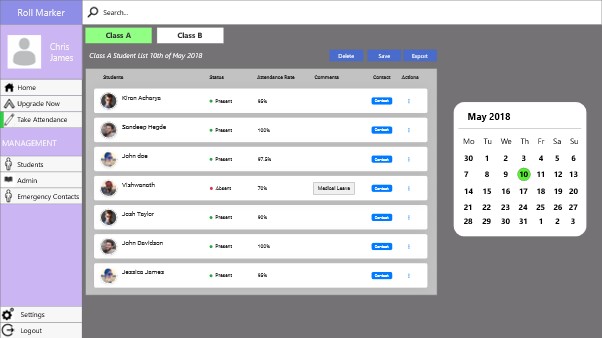 Roll Marker
Search...
Chris
James
Home
Upgrade Now
Take Attendance
MANAGEMENT
Students
Admin
Emergency Contacts
Settings
Logout
Class A
Class B
Class A Student List 10th of May 2018
Delete
Save
Export
Students Status Attendance Rate Comments Contact Actions
Kiran Acharya Present 95% Contact
Sandeep Hegde Present 100% Contact
John doe Present 97.5% Contact
Vishwanath Absent 70% Medical Leave Contact
Josh Taylor Present 90% Contact
John Davidson Present 100% Contact
Jessica James Present 95% Contact
May 2018
Mo Tu We Th Fr Sa Su
30 1 2 3 4 5 6
7 8 9 10 11 12 13
14 15 16 17 18 19 20
21 22 23 24 25 26 27
28 29 30 31 1 2 3